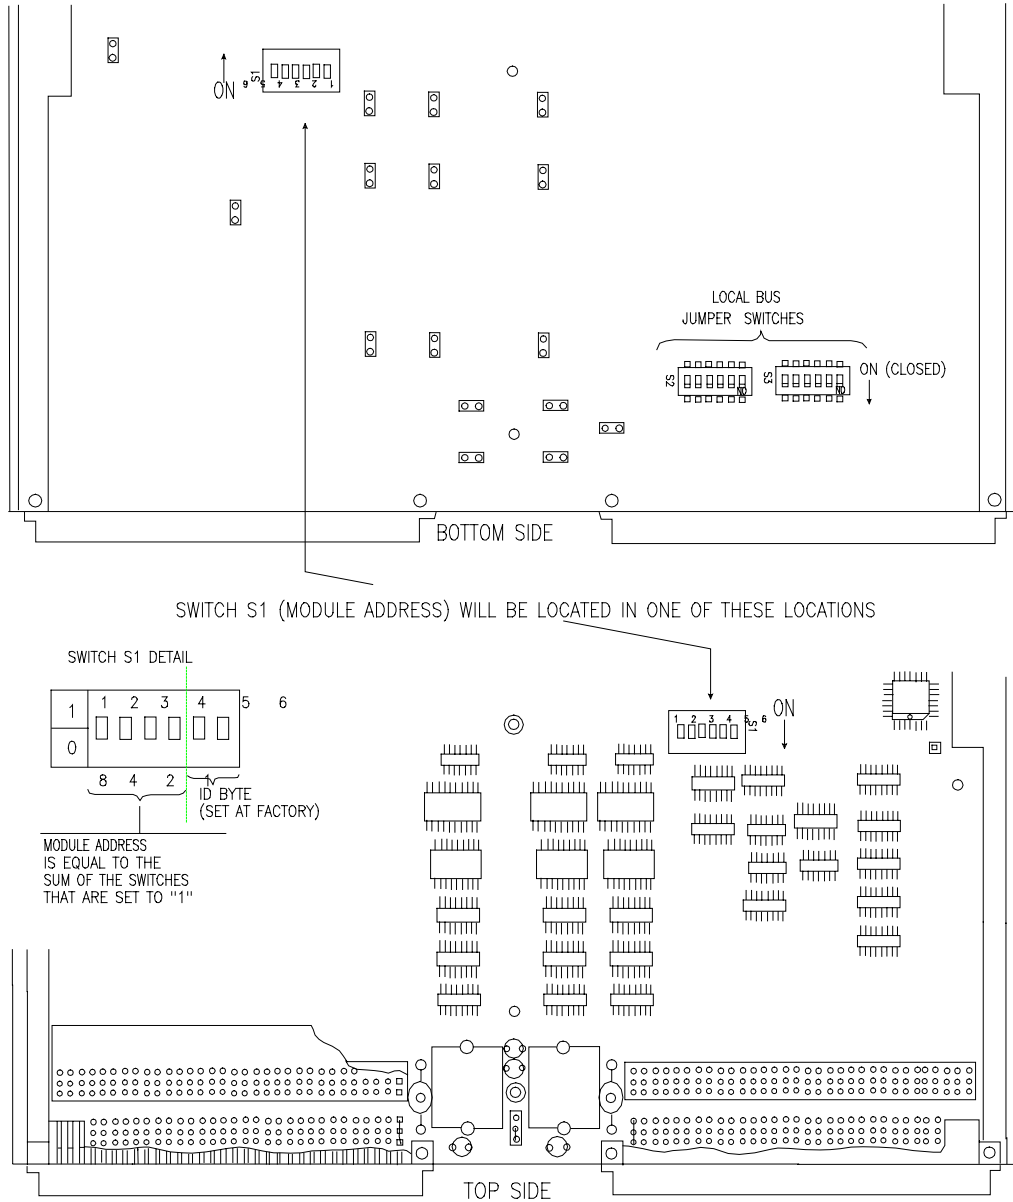 ON
S1
6 5 4 3 2 1
LOCAL BUS
JUMPER SWITCHES
S2
NO
S3
NO
ON (CLOSED)
BOTTOM SIDE
SWITCH S1 (MODULE ADDRESS) WILL BE LOCATED IN ONE OF THESE LOCATIONS
SWITCH S1 DETAIL
1 1 2 3 4 5 6
0
8 4 2 1
ID BYTE
(SET AT FACTORY)
MODULE ADDRESS
IS EQUAL TO THE
SUM OF THE SWITCHES
THAT ARE SET TO "1"
1 2 3 4 5 6
S1
ON
TOP SIDE